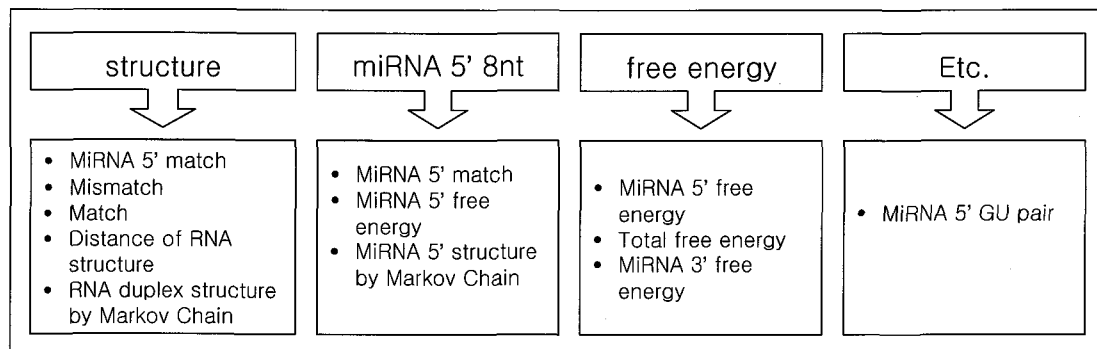 structure
miRNA 5' 8nt
free energy
Etc.
• MiRNA 5' match
• Mismatch
• Match
• Distance of RNA
structure
• RNA duplex structure
by Markov Chain
• MiRNA 5' match
• MiRNA 5' free
energy
• MiRNA 5' structure
by Markov Chain
• MiRNA 5' free
energy
• Total free energy
• MiRNA 3' free
energy
• MiRNA 5' GU pair